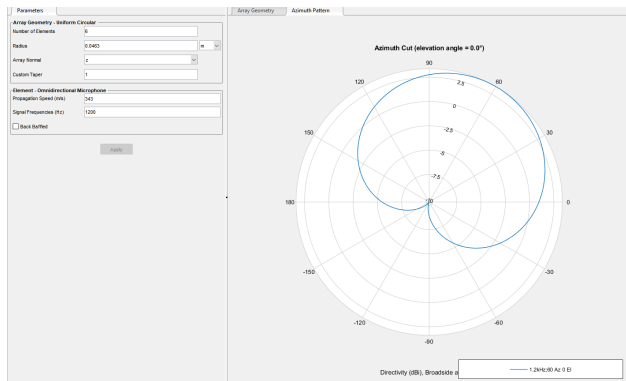 Parameters
Array Geometry - Uniform Circular
Number of Elements 6
Radius 0.0463 m
Array Normal z
Custom Taper 1
Element - Omnidirectional Microphone
Propagation Speed (m/s) 343
Signal Frequencies (Hz) 1200
Back Baffled
Apply
Array Geometry Azimuth Pattern
Azimuth Cut (elevation angle = 0.0°)
90
120 60
2.5
0
150 30
-2.5
-5
-7.5
180 -10 0
-150 -30
-120 -60
-90
Directivity (dBi), Broadside a
1.2kHz;60 Az 0 El